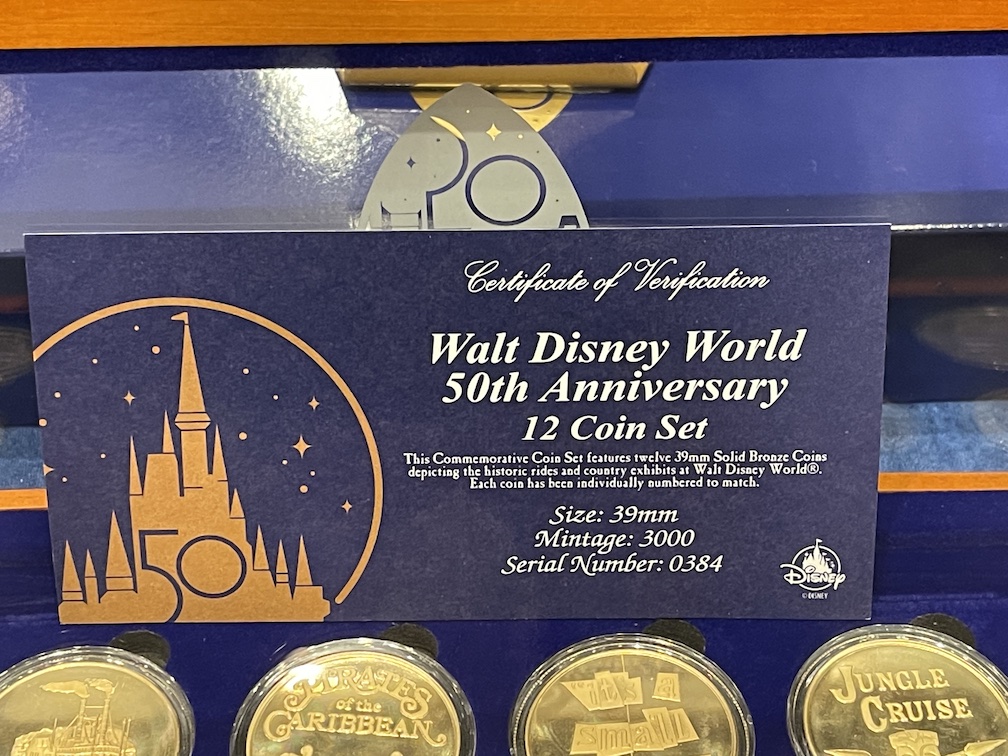 50
Certificate of Verification
Walt Disney World
50th Anniversary
12 Coin Set
This Commemorative Coin Set features twelve 39mm Solid Bronze Coins
depicting the historic rides and country exhibits at Walt Disney World®.
Each coin has been individually numbered to match.
Size: 39mm
Mintage: 3000
Serial Number: 0384
50
Disney
© DISNEY
PIRATES
of the
CARIBBEAN
it's a
small
JUNGLE
CRUISE